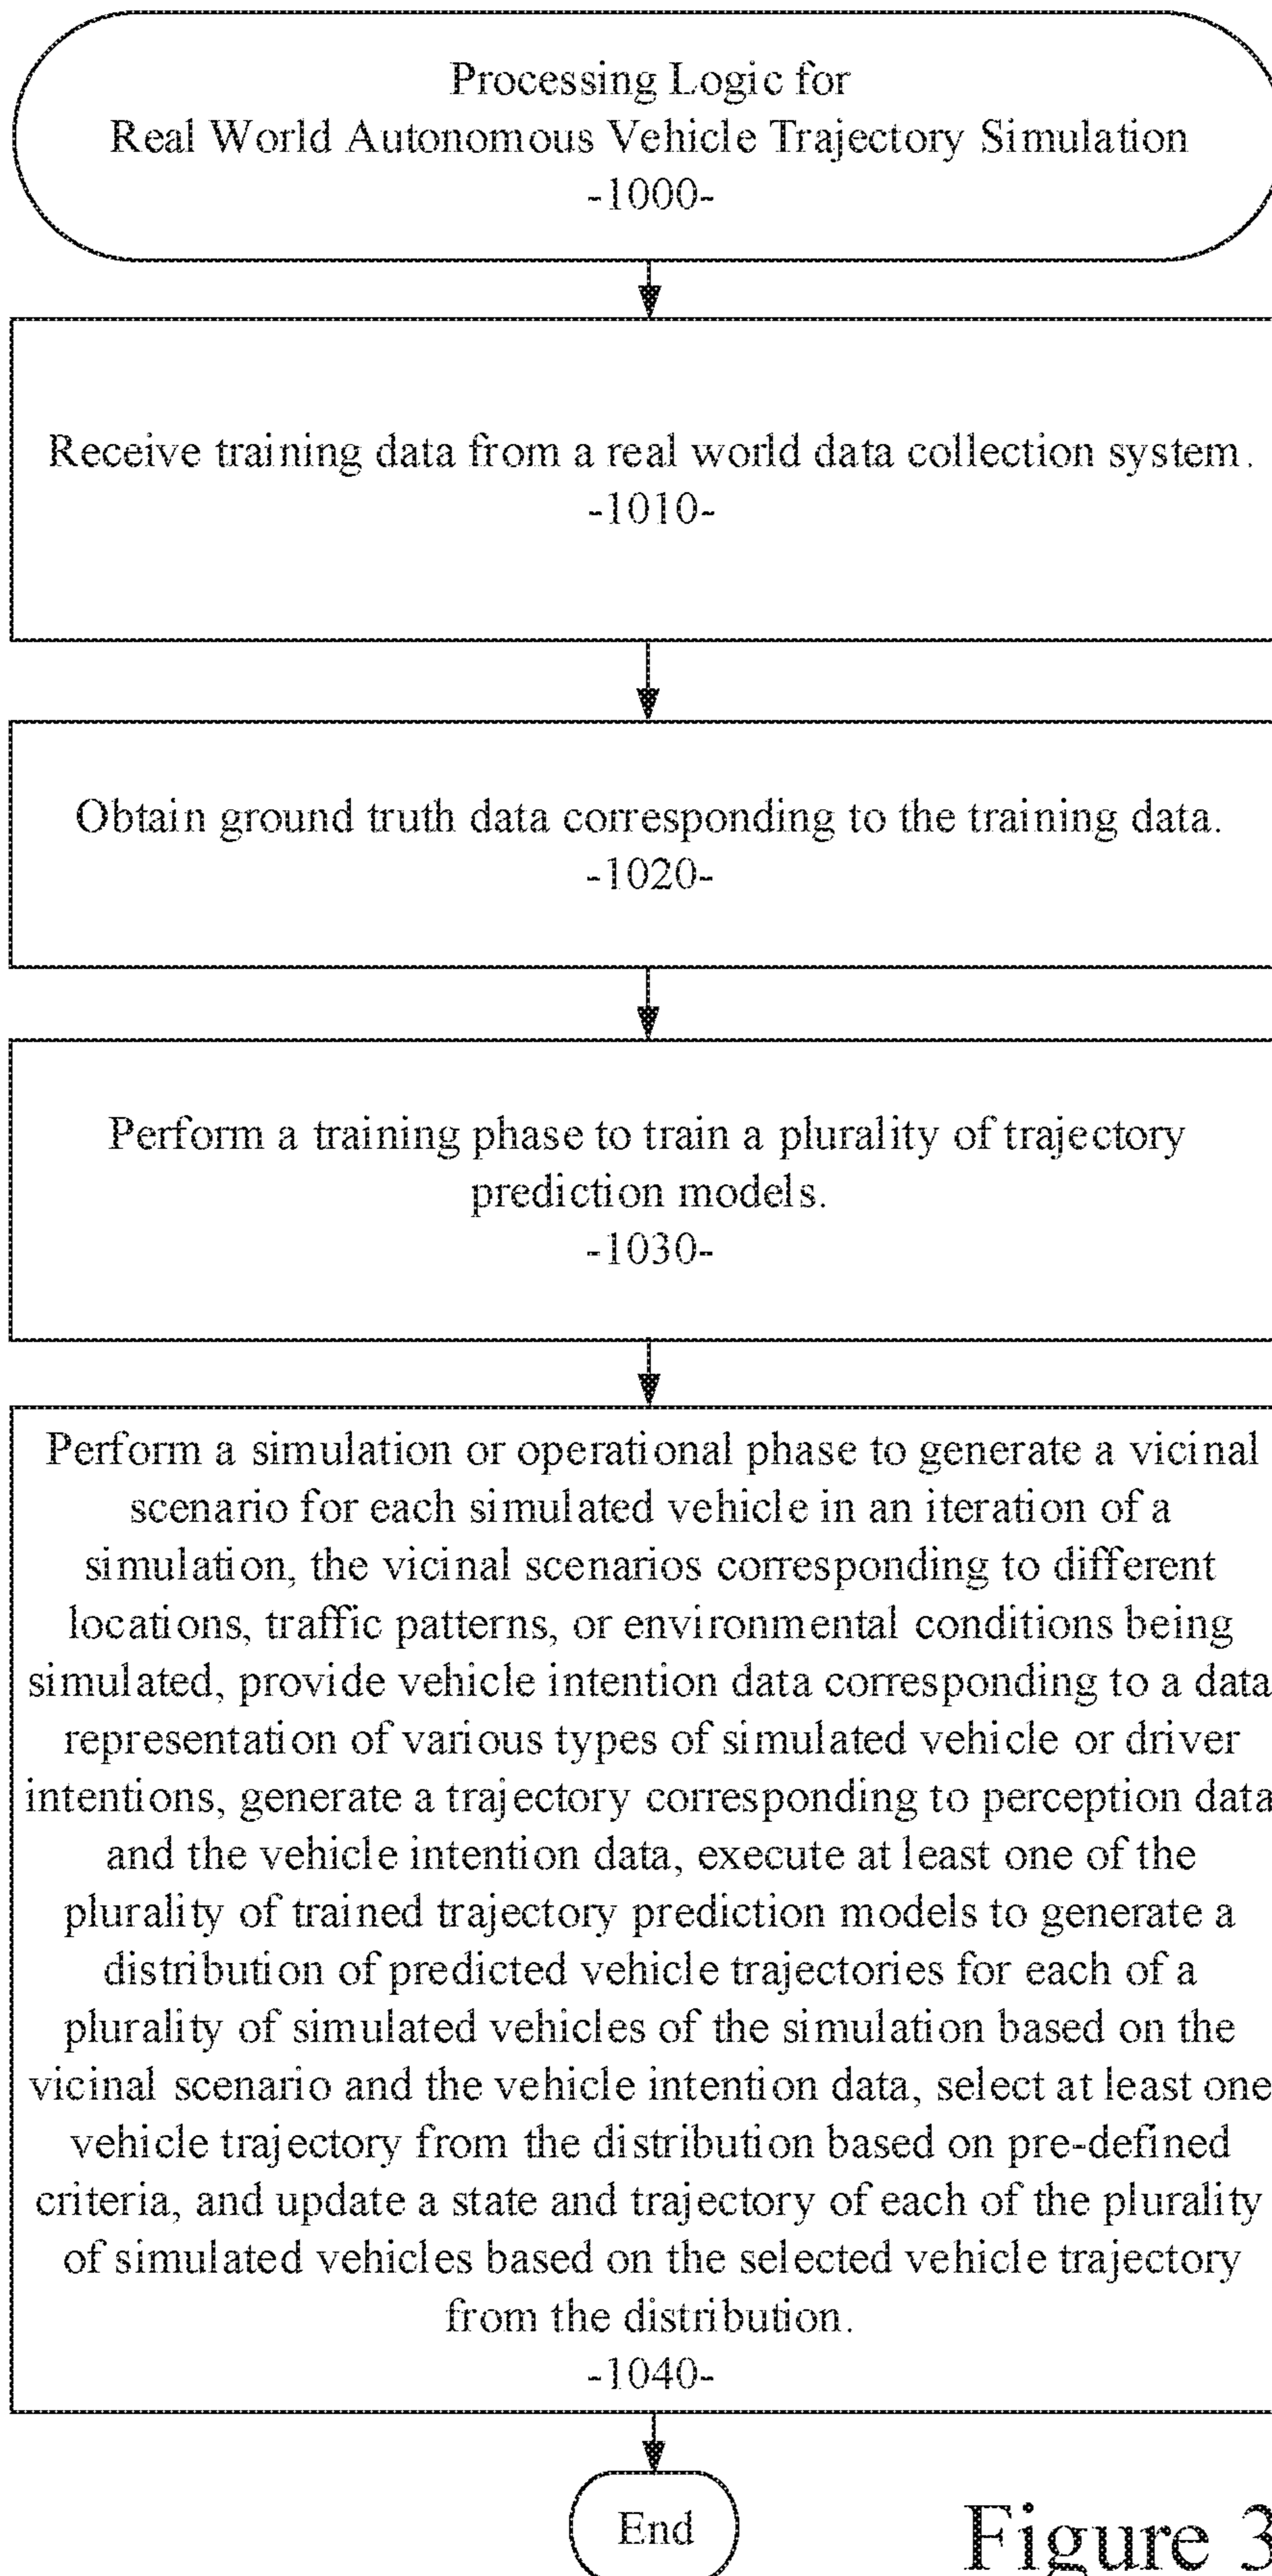 Processing Logic for
Real World Autonomous Vehicle Trajectory Simulation
-1000-
Receive training data from a real world data collection system.
-1010-
Obtain ground truth data corresponding to the training data.
-1020-
Perform a training phase to train a plurality of trajectory
prediction models.
-1030-
Perform a simulation or operational phase to generate a vicinal
scenario for each simulated vehicle in an iteration of a
simulation, the vicinal scenarios corresponding to different
locations, traffic patterns, or environmental conditions being
simulated, provide vehicle intention data corresponding to a data
representation of various types of simulated vehicle or driver
intentions, generate a trajectory corresponding to perception data
and the vehicle intention data, execute at least one of the
plurality of trained trajectory prediction models to generate a
distribution of predicted vehicle trajectories for each of a
plurality of simulated vehicles of the simulation based on the
vicinal scenario and the vehicle intention data, select at least one
vehicle trajectory from the distribution based on pre-defined
criteria, and update a state and trajectory of each of the plurality
of simulated vehicles based on the selected vehicle trajectory
from the distribution.
-1040-
End
Figure 3